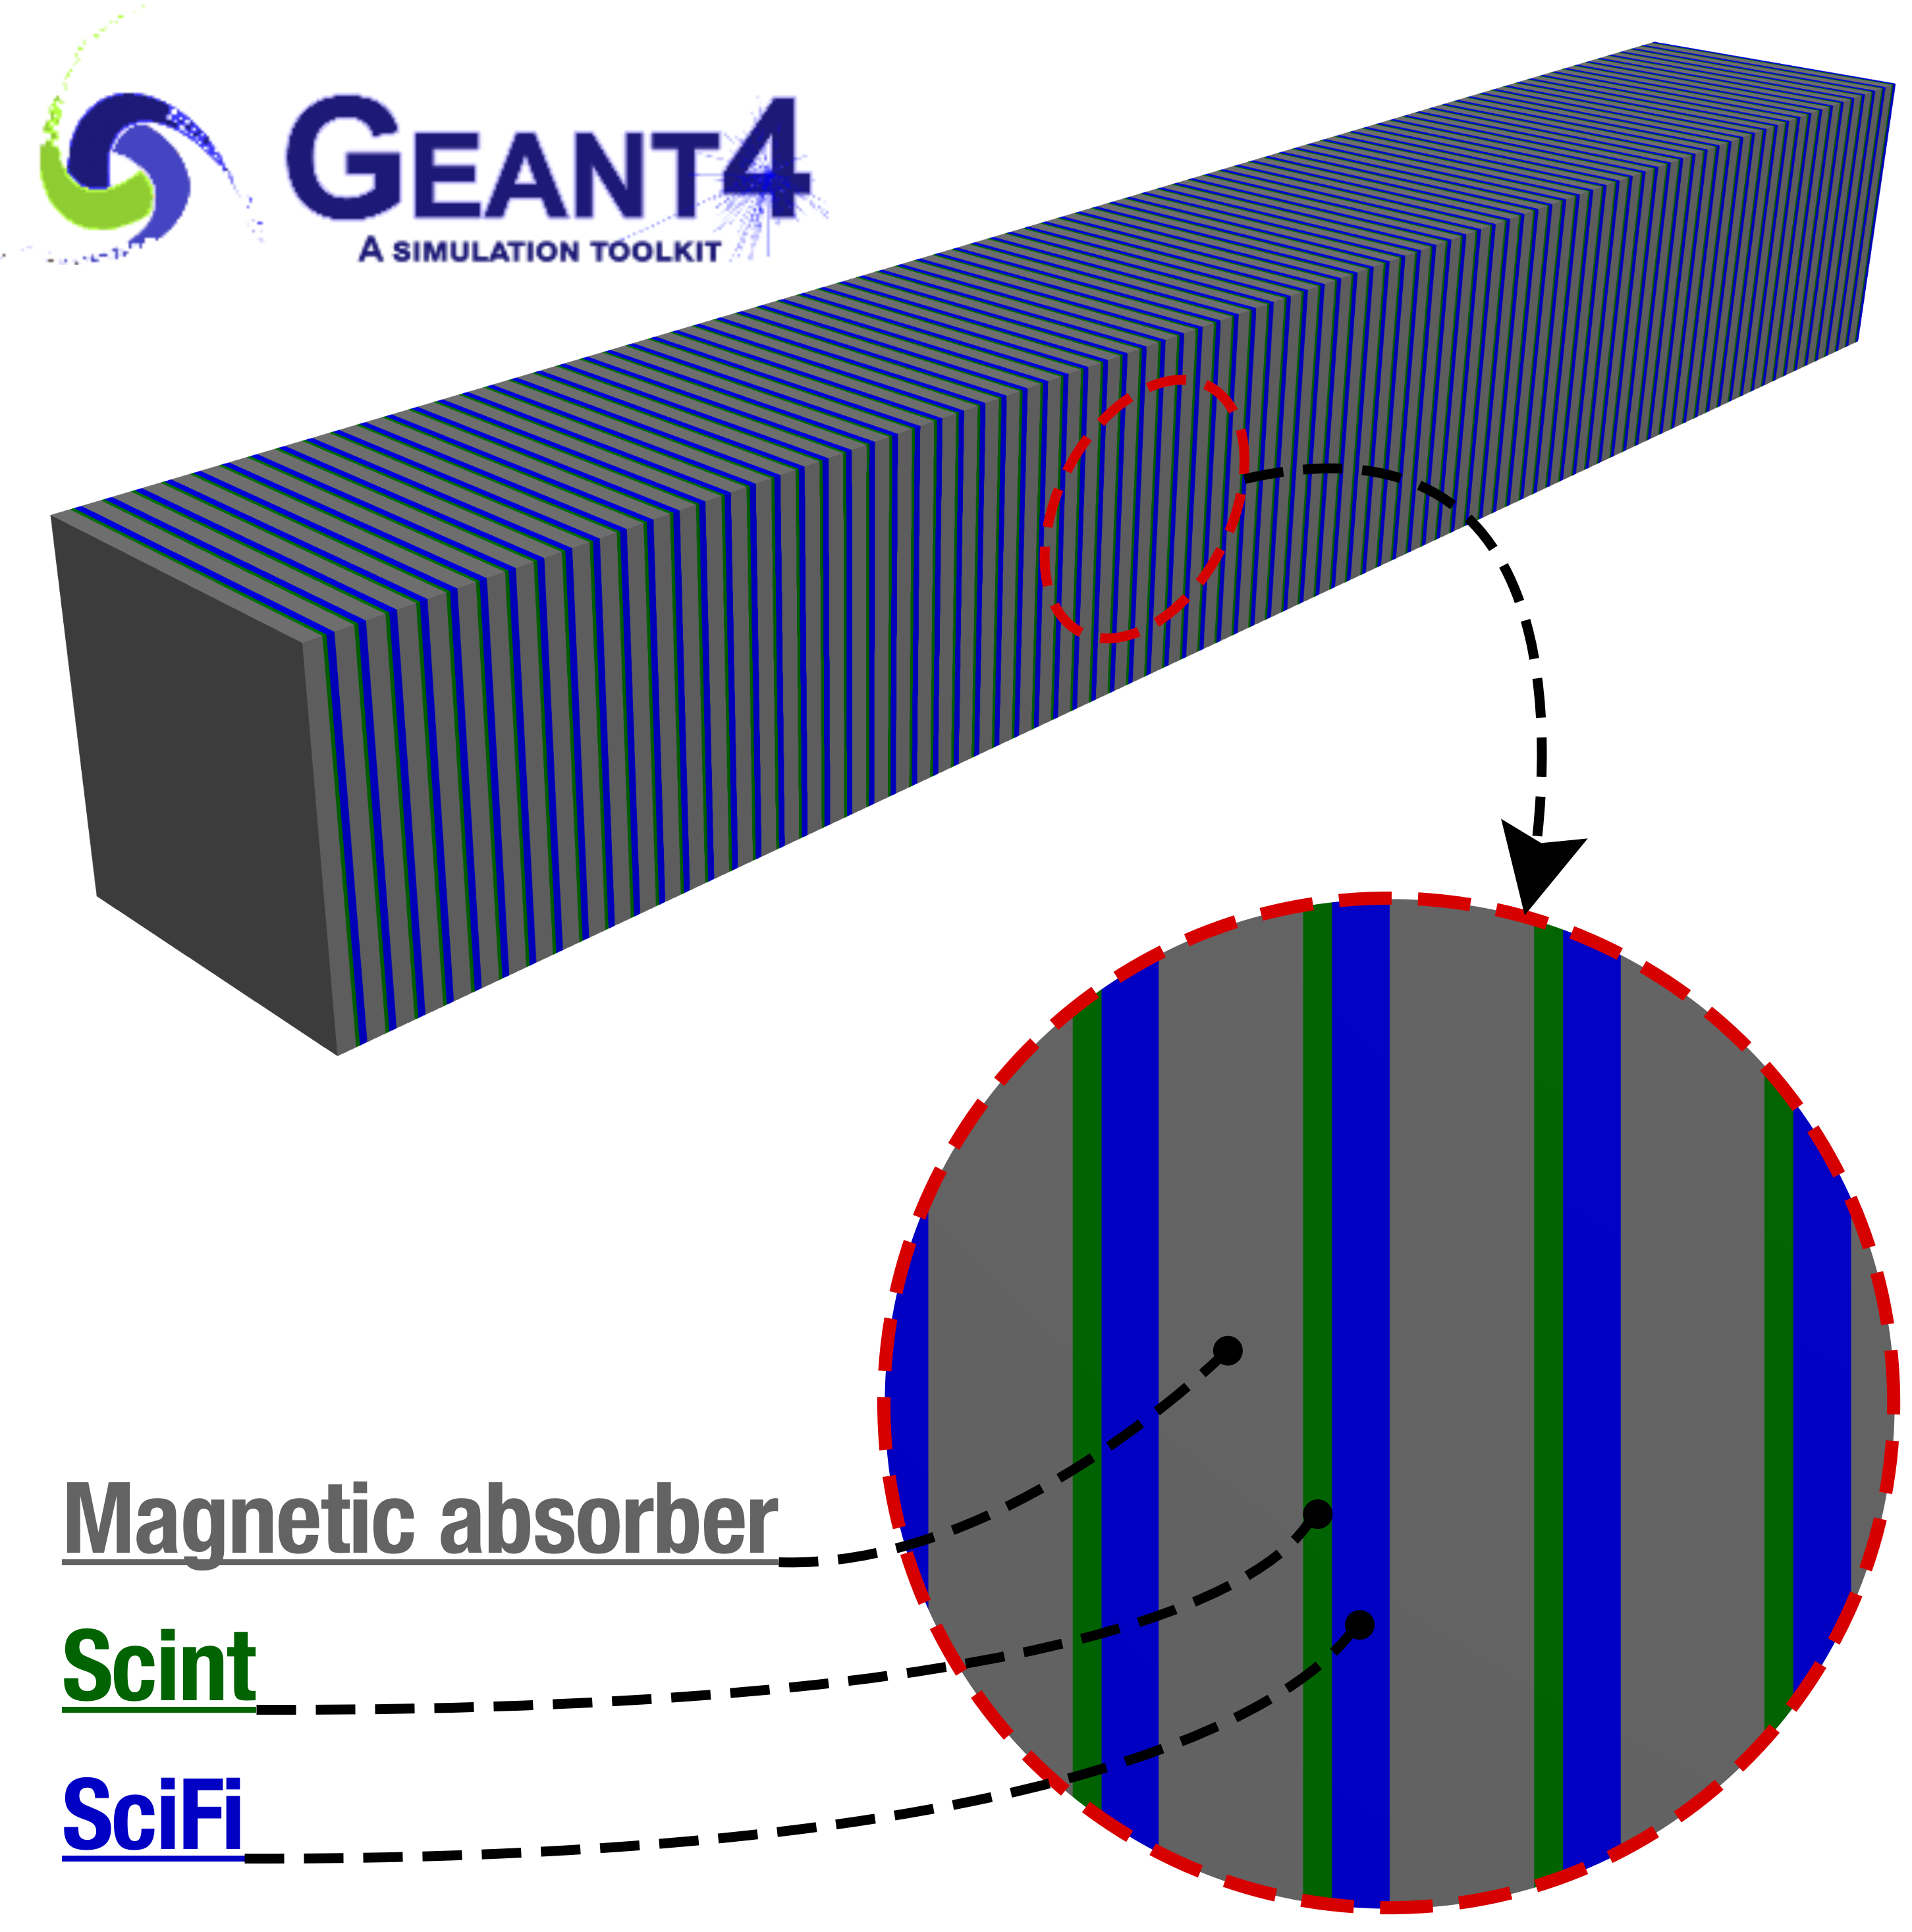 GEANT4
A SIMULATION TOOLKIT
Magnetic absorber
Scint
SciFi